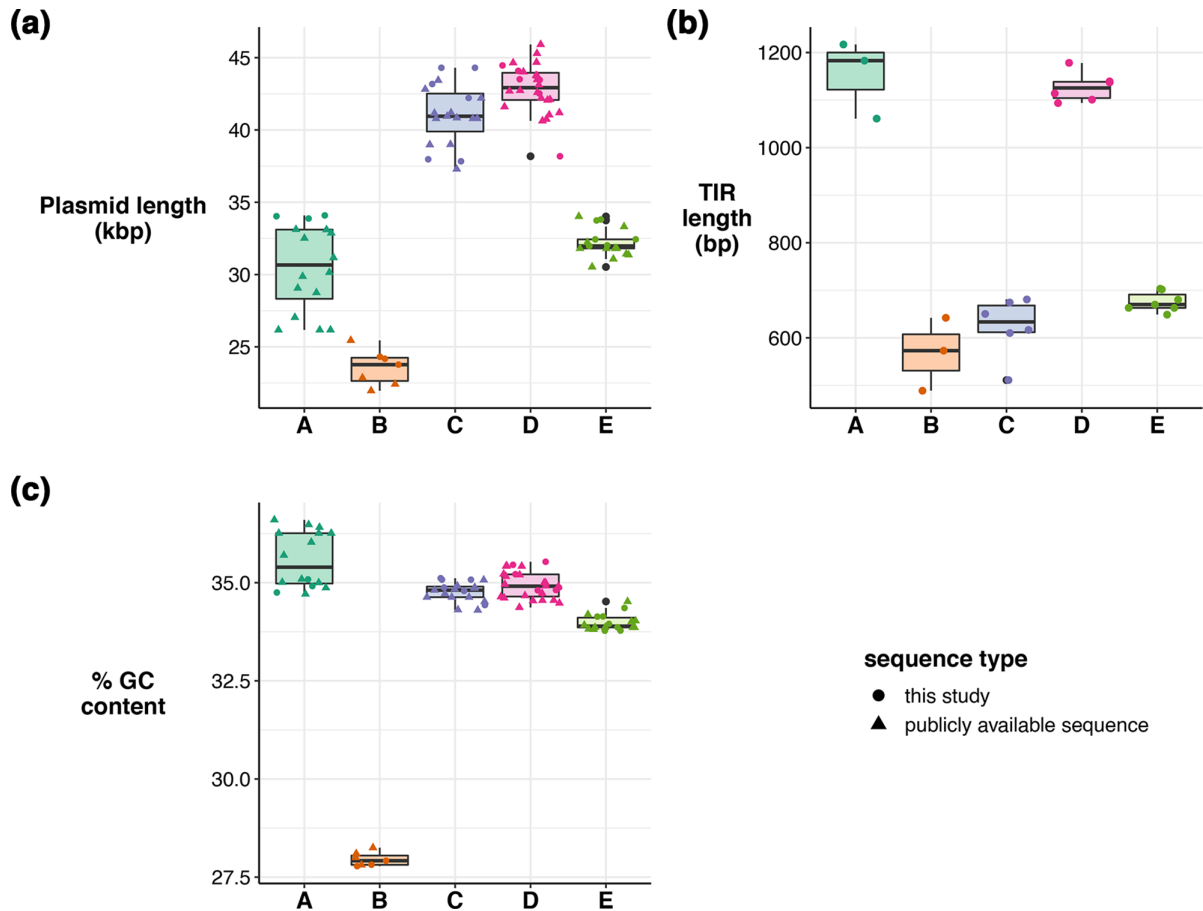 (a)
45
40
35
30
25
Plasmid length
(kbp)
A B C D E
(b)
1200
1000
800
600
TIR
length
(bp)
A B C D E
(c)
35.0
32.5
30.0
27.5
% GC
content
A B C D E
sequence type
this study
publicly available sequence